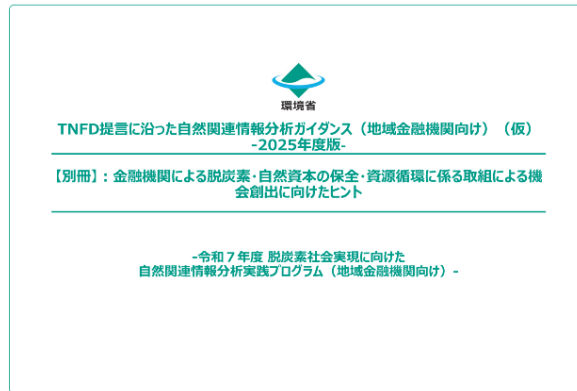 環境省
TNFD提言に沿った自然関連情報分析ガイダンス（地域金融機関向け）（仮）
-2025年度版-
【別冊】：金融機関による脱炭素・自然資本の保全・資源循環に係る取組による機
会創出に向けたヒント
-令和７年度 脱炭素社会実現に向けた
自然関連情報分析実践プログラム（地域金融機関向け）-